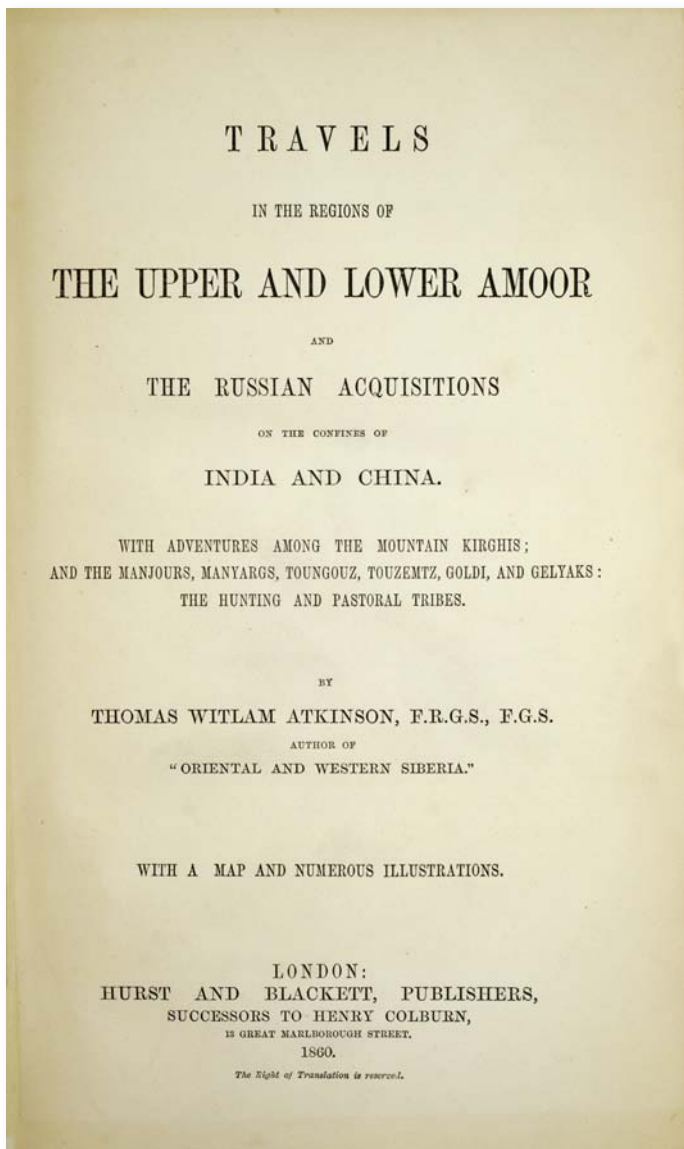 TRAVELS
IN THE REGIONS OF
THE UPPER AND LOWER AMOOR
AND
THE RUSSIAN ACQUISITIONS
ON THE CONFINES OF
INDIA AND CHINA.
WITH ADVENTURES AMONG THE MOUNTAIN KIRGHIS;
AND THE MANJOURS, MANYARGS, TOUNGOUZ, TOUZEMTZ, GOLDI, AND GELYAKS:
THE HUNTING AND PASTORAL TRIBES.
BY
THOMAS WITLAM ATKINSON, F.R.G.S., F.G.S.
AUTHOR OF
"ORIENTAL AND WESTERN SIBERIA."
WITH A MAP AND NUMEROUS ILLUSTRATIONS.
LONDON:
HURST AND BLACKETT, PUBLISHERS,
SUCCESSORS TO HENRY COLBURN,
13 GREAT MARLBOROUGH STREET.
1860.
The Right of Translation is reserved.